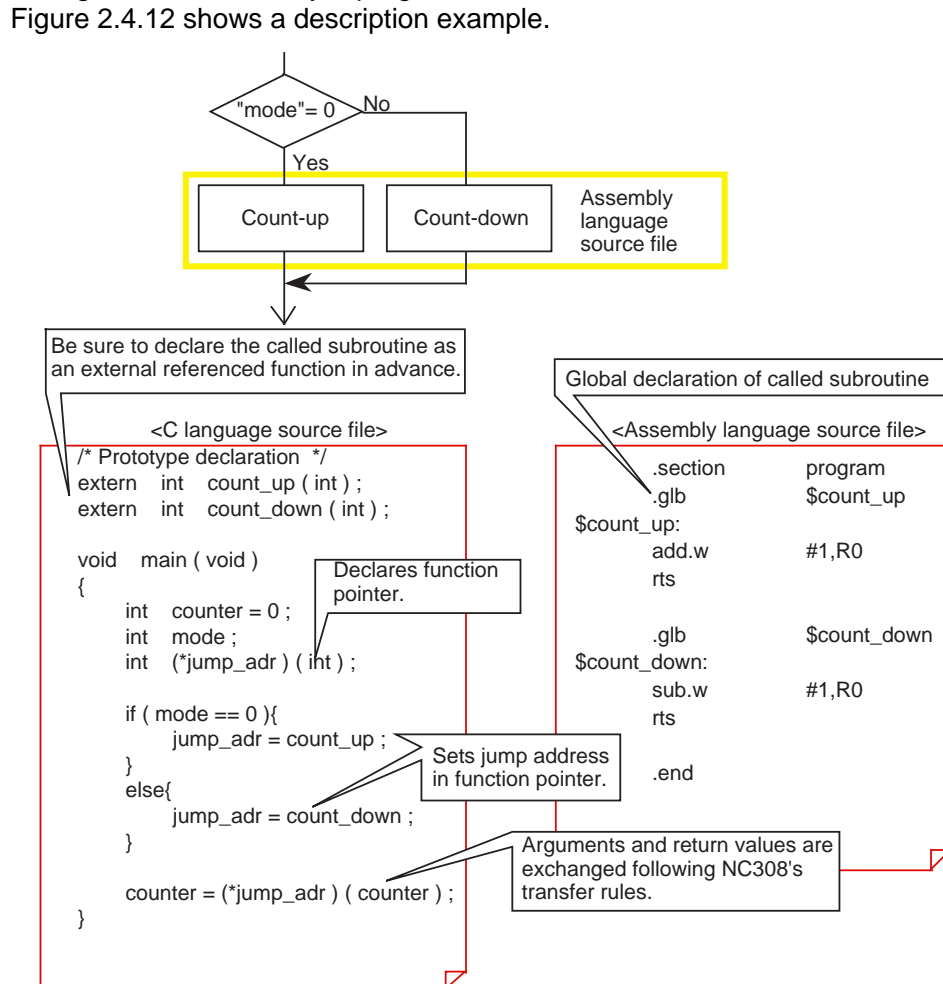 Figure 2.4.12 shows a description example.
"mode"= 0
No
Yes
Count-up
Count-down
Assembly
language
source file
Be sure to declare the called subroutine as
an external referenced function in advance.
Global declaration of called subroutine
<C language source file>
/* Prototype declaration */
extern int count_up ( int ) ;
extern int count_down ( int ) ;
void main ( void )
{
int counter = 0 ;
int mode ;
int (*jump_adr ) ( int ) ;
Declares function
pointer.
if ( mode == 0 ){
jump_adr = count_up ;
}
else{
jump_adr = count_down ;
}
Sets jump address
in function pointer.
counter = (*jump_adr ) ( counter ) ;
}
Arguments and return values are
exchanged following NC308's
transfer rules.
<Assembly language source file>
.section program
.glb $count_up
$count_up:
add.w #1,R0
rts
.glb $count_down
$count_down:
sub.w #1,R0
rts
.end